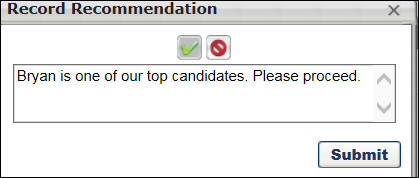 Record Recommendation
Bryan is one of our top candidates. Please proceed.
Submit